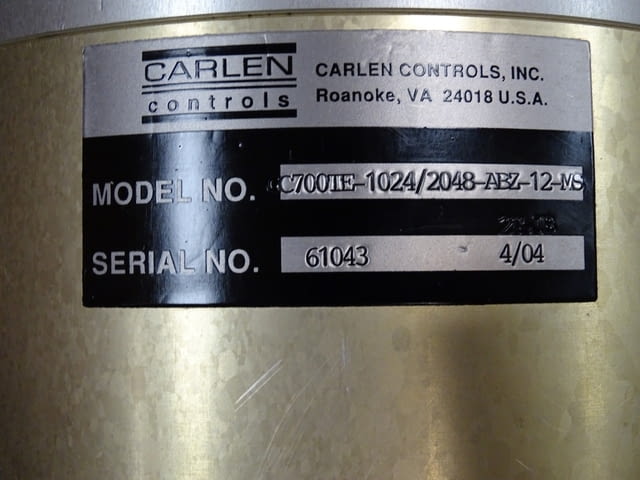 CARLEN
controls
CARLEN CONTROLS, INC.
Roanoke, VA 24018 U.S.A.
MODEL NO. C700TE-1024/2048-ABZ-12-MS
SERIAL NO. 61043 4/04